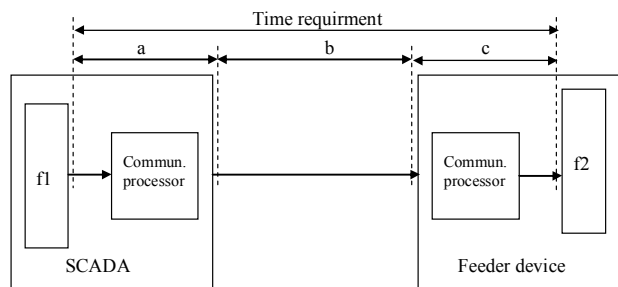 Time requirment
a b c
f1
Commun.
processor
Commun.
processor
f2
SCADA
Feeder device